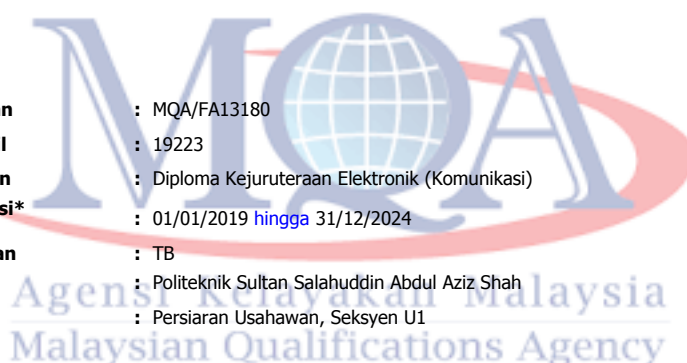 MQA
an : MQA/FA13180
l : 19223
n : Diploma Kejuruteraan Elektronik (Komunikasi)
si* : 01/01/2019 hingga 31/12/2024
an : TB
: Politeknik Sultan Salahuddin Abdul Aziz Shah
Agensi Kelayakan Malaysia
: Persiaran Usahawan, Seksyen U1
Malaysian Qualifications Agency